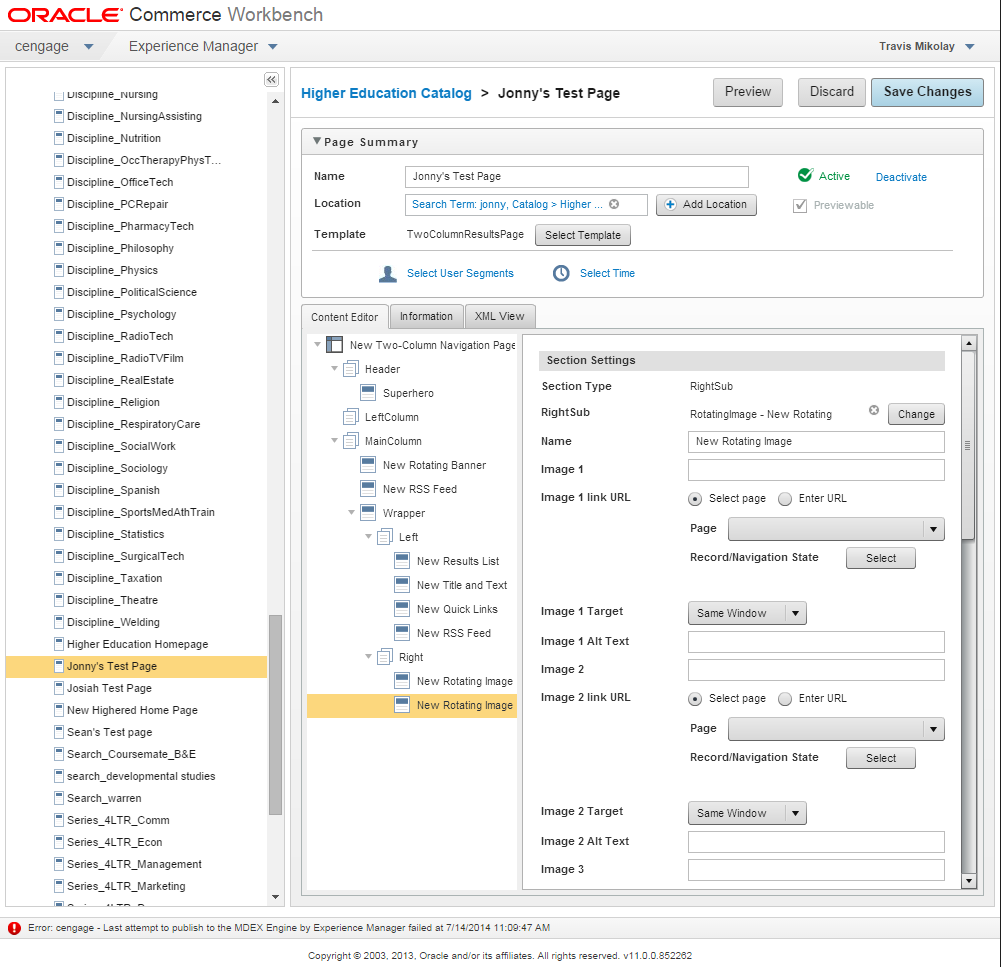 ORACLE Commerce Workbench
cengage Experience Manager Travis Mikolay
Discipline_Nursing
Discipline_NursingAssisting
Discipline_Nutrition
Discipline_OccTherapyPhysT...
Discipline_OfficeTech
Discipline_PCRepair
Discipline_PharmacyTech
Discipline_Philosophy
Discipline_Physics
Discipline_PoliticalScience
Discipline_Psychology
Discipline_RadioTech
Discipline_RadioTVFilm
Discipline_RealEstate
Discipline_Religion
Discipline_RespiratoryCare
Discipline_SocialWork
Discipline_Sociology
Discipline_Spanish
Discipline_SportsMedAthTrain
Discipline_Statistics
Discipline_SurgicalTech
Discipline_Taxation
Discipline_Theatre
Discipline_Welding
Higher Education Homepage
Jonny's Test Page
Josiah Test Page
New Highered Home Page
Sean's Test page
Search_Coursemate_B&E
search_developmental studies
Search_warren
Series_4LTR_Comm
Series_4LTR_Econ
Series_4LTR_Management
Series_4LTR_Marketing
Higher Education Catalog > Jonny's Test Page
Preview Discard Save Changes
Page Summary
Name Jonny's Test Page Active Deactivate
Location Search Term: jonny, Catalog > Higher ... Add Location Previewable
Template TwoColumnResultsPage Select Template
Select User Segments Select Time
Content Editor Information XML View
New Two-Column Navigation Page
Header
Superhero
LeftColumn
MainColumn
New Rotating Banner
New RSS Feed
Wrapper
Left
New Results List
New Title and Text
New Quick Links
New RSS Feed
Right
New Rotating Image
New Rotating Image
Section Settings
Section Type RightSub
RightSub RotatingImage - New Rotating Change
Name New Rotating Image
Image 1
Image 1 link URL Select page Enter URL
Page
Record/Navigation State Select
Image 1 Target Same Window
Image 1 Alt Text
Image 2
Image 2 link URL Select page Enter URL
Page
Record/Navigation State Select
Image 2 Target Same Window
Image 2 Alt Text
Image 3
Error: cengage - Last attempt to publish to the MDEX Engine by Experience Manager failed at 7/14/2014 11:09:47 AM
Copyright © 2003, 2013, Oracle and/or its affiliates. All rights reserved. v11.0.0.852262